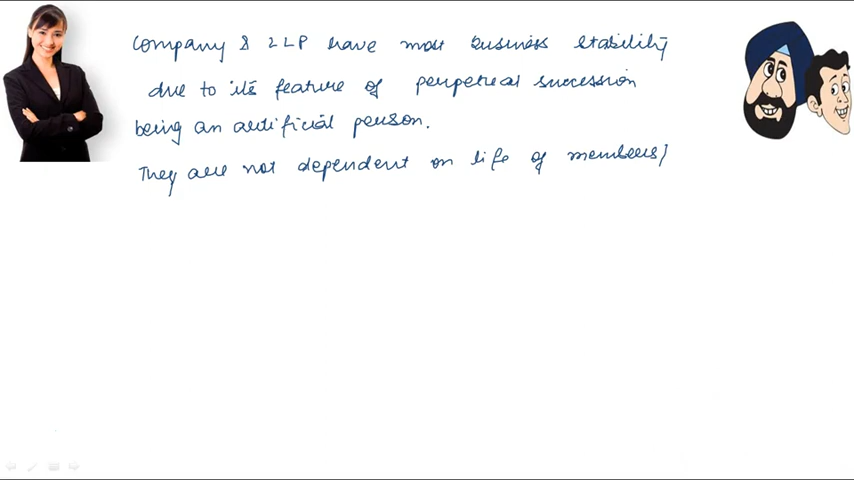 Company & LLP have most business stability
due to its feature of perpetual succession
being an artificial person.
They are not dependent on life of members/